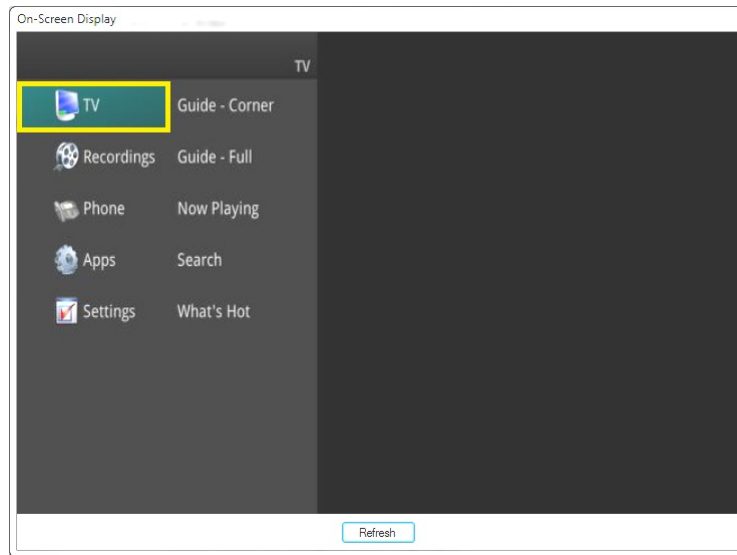 On-Screen Display
TV
TV Guide - Corner
Recordings Guide - Full
Phone Now Playing
Apps Search
Settings What's Hot
Refresh